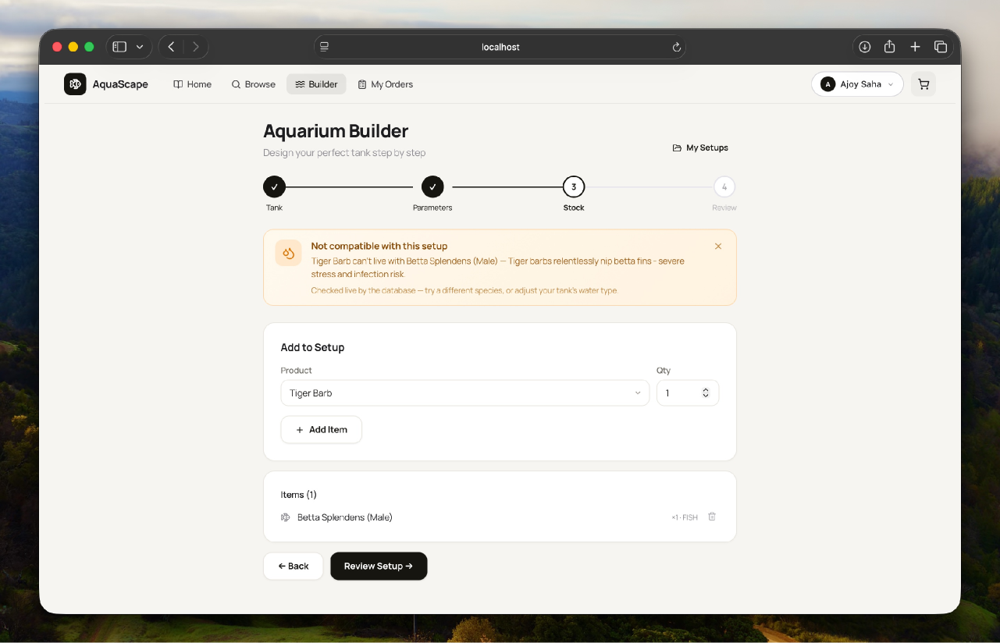 localhost
AquaScape
Home
Browse
Builder
My Orders
A
Ajoy Saha
Aquarium Builder
Design your perfect tank step by step
My Setups
3
4
Tank
Parameters
Stock
Review
Not compatible with this setup
Tiger Barb can't live with Betta Splendens (Male) — Tiger barbs relentlessly nip betta fins - severe
stress and infection risk.
Checked live by the database — try a different species, or adjust your tank's water type.
Add to Setup
Product
Qty
Tiger Barb
1
+ Add Item
Items (1)
Betta Splendens (Male)
×1 · FISH
← Back
Review Setup →